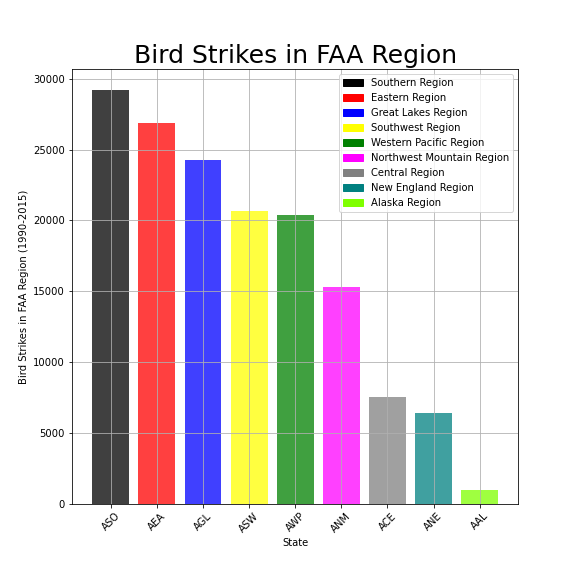 Bird Strikes in FAA Region
Bird Strikes in FAA Region (1990-2015)
30000
25000
20000
15000
10000
5000
0
Southern Region
Eastern Region
Great Lakes Region
Southwest Region
Western Pacific Region
Northwest Mountain Region
Central Region
New England Region
Alaska Region
ASO AEA AGL ASW AWP ANM ACE ANE AAL
State